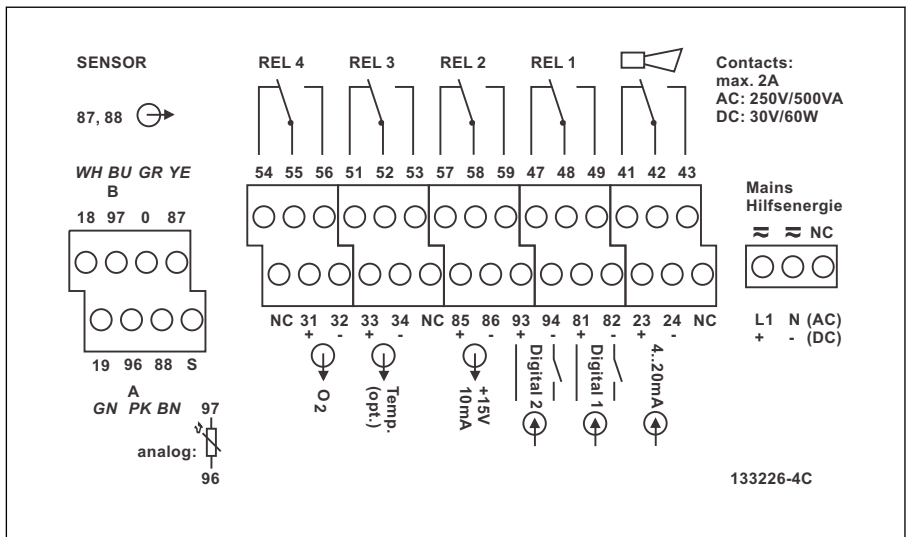 SENSOR
87, 88
WH BU GR YE
B
18 97 0 87
19 96 88 S
A
GN PK BN
97
analog:
96
REL 4 REL 3 REL 2 REL 1
54 55 56 51 52 53 57 58 59 47 48 49 41 42 43
NC 31 32 33 34 NC 85 86 93 94 81 82 23 24 NC
+ - + - + - + - + - + -
O2
Temp.
(opt.)
+15V
10mA
Digital 2
Digital 1
4..20mA
Contacts:
max. 2A
AC: 250V/500VA
DC: 30V/60W
Mains
Hilfsenergie
NC
L1 N (AC)
+ - (DC)
133226-4C